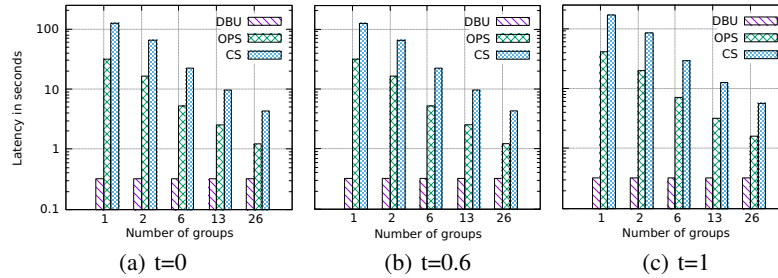 Latency in seconds
100
10
1
0.1
DBU
OPS
CS
1 2 6 13 26
Number of groups
(a) t=0
DBU
OPS
CS
1 2 6 13 26
Number of groups
(b) t=0.6
DBU
OPS
CS
1 2 6 13 26
Number of groups
(c) t=1